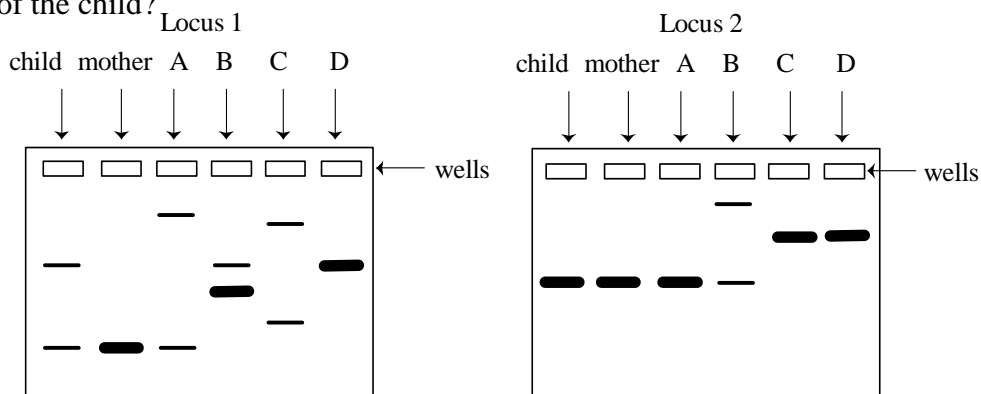 of the child?
Locus 1
child mother A B C D
wells
Locus 2
child mother A B C D
wells